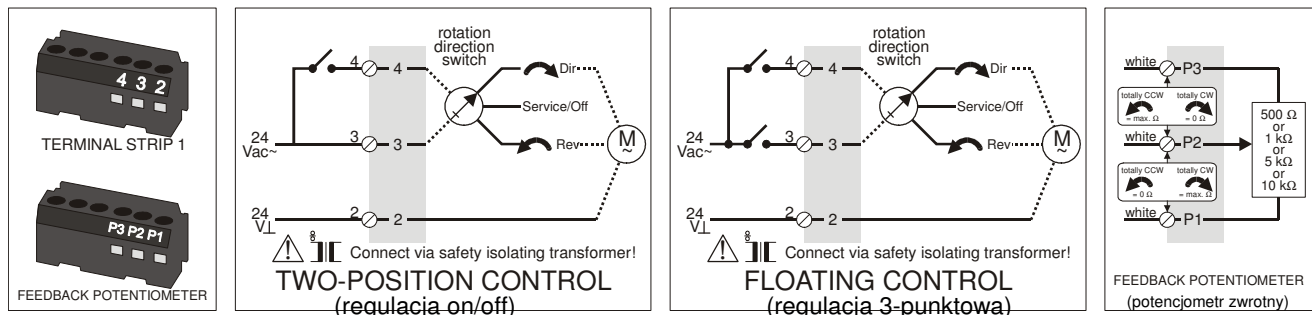 4 3 2
TERMINAL STRIP 1
P3 P2 P1
FEEDBACK POTENTIOMETER
rotation
direction
switch
4
4
Dir
Service/Off
24
Vac~
3
3
Rev
M
~
24
V⊥
2
2
Connect via safety isolating transformer!
TWO-POSITION CONTROL
(regulacja on/off)
rotation
direction
switch
4
4
Dir
Service/Off
24
Vac~
3
3
Rev
M
~
24
V⊥
2
2
Connect via safety isolating transformer!
FLOATING CONTROL
(regulacja 3-punktowa)
white
P3
totally CCW
totally CW
= max. Ω
= 0 Ω
white
P2
totally CCW
totally CW
= 0 Ω
= max. Ω
white
P1
500 Ω
or
1 kΩ
or
5 kΩ
or
10 kΩ
FEEDBACK POTENTIOMETER
(potencjometr zwrotny)